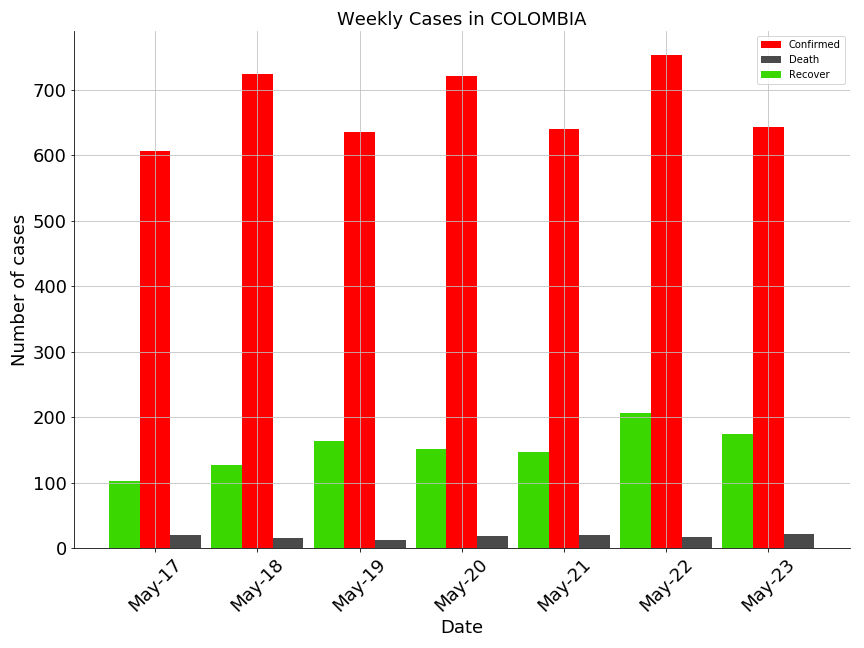 Weekly Cases in COLOMBIA
Confirmed
Death
Recover
Number of cases
700
600
500
400
300
200
100
0
May-17
May-18
May-19
May-20
May-21
May-22
May-23
Date